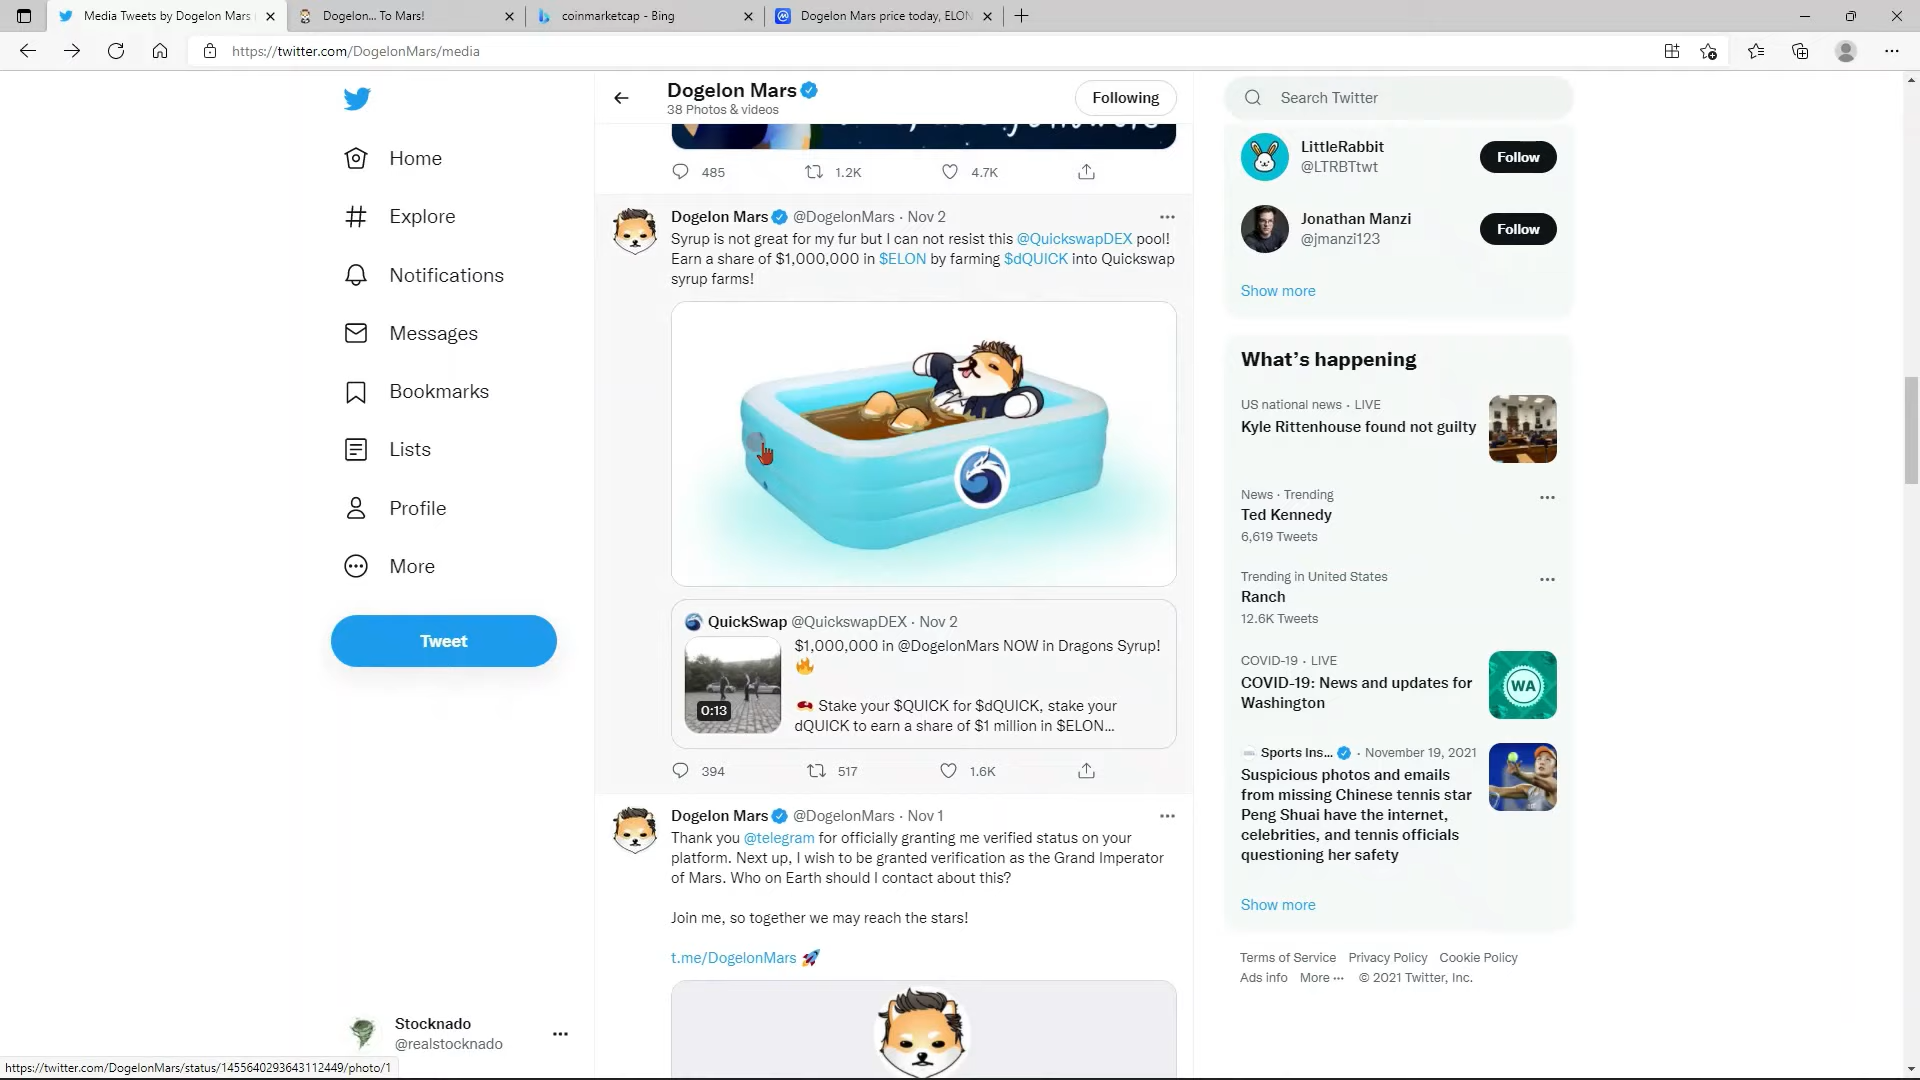 Media Tweets by Dogelon Mars
Dogelon... To Mars!
coinmarketcap - Bing
Dogelon Mars price today, ELON
https://twitter.com/DogelonMars/media
Dogelon Mars
38 Photos & videos
Following
Search Twitter
Home
Explore
Notifications
Messages
Bookmarks
Lists
Profile
More
Tweet
Stocknado
@realstocknado
485
1.2K
4.7K
Dogelon Mars @DogelonMars · Nov 2
Syrup is not great for my fur but I can not resist this @QuickswapDEX pool!
Earn a share of $1,000,000 in $ELON by farming $dQUICK into Quickswap
syrup farms!
QuickSwap @QuickswapDEX · Nov 2
$1,000,000 in @DogelonMars NOW in Dragons Syrup!
0:13
Stake your $QUICK for $dQUICK, stake your
dQUICK to earn a share of $1 million in $ELON...
394
517
1.6K
Dogelon Mars @DogelonMars · Nov 1
Thank you @telegram for officially granting me verified status on your
platform. Next up, I wish to be granted verification as the Grand Imperator
of Mars. Who on Earth should I contact about this?
Join me, so together we may reach the stars!
t.me/DogelonMars
LittleRabbit
@LTRBTtwt
Follow
Jonathan Manzi
@jmanzi123
Follow
Show more
What's happening
US national news · LIVE
Kyle Rittenhouse found not guilty
News · Trending
Ted Kennedy
6,619 Tweets
Trending in United States
Ranch
12.6K Tweets
COVID-19 · LIVE
COVID-19: News and updates for
Washington
WA
Sports Ins... · November 19, 2021
Suspicious photos and emails
from missing Chinese tennis star
Peng Shuai have the internet,
celebrities, and tennis officials
questioning her safety
Show more
Terms of Service Privacy Policy Cookie Policy
Ads info More ··· © 2021 Twitter, Inc.
https://twitter.com/DogelonMars/status/1455640293643112449/photo/1